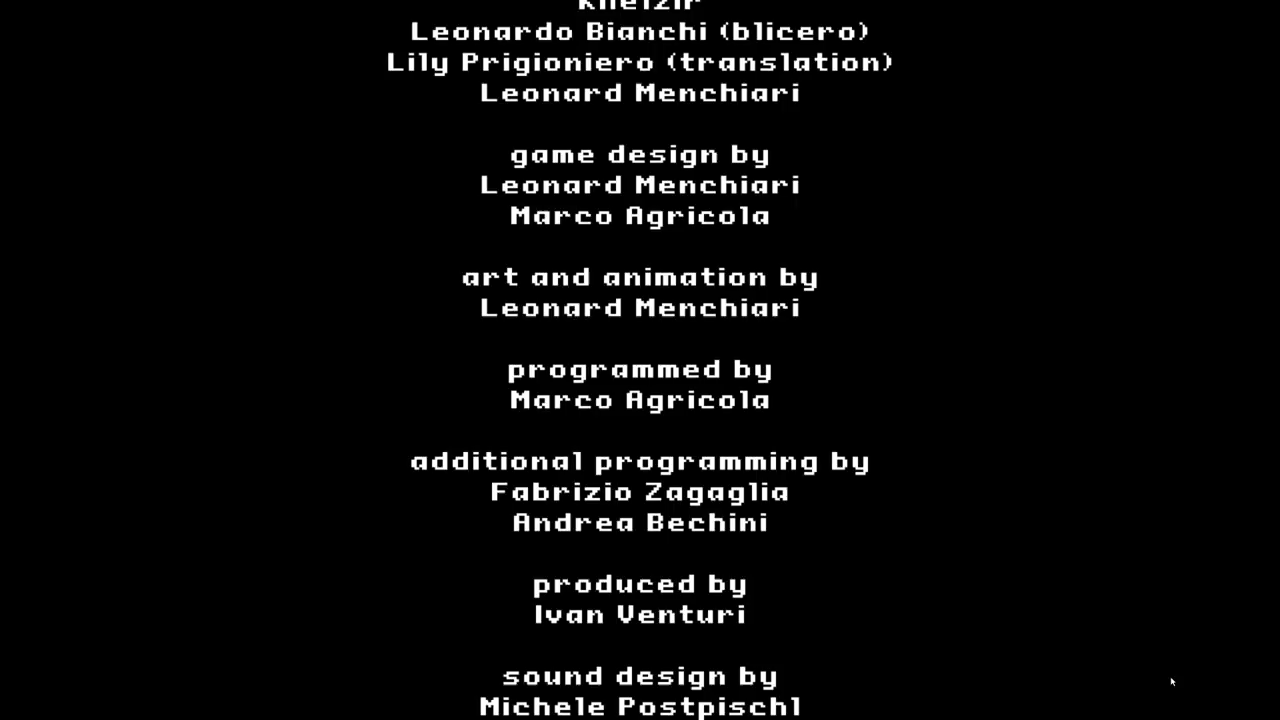 Leonardo Bianchi (blicero)
Lily Prigioniero (translation)
Leonard Menchiari
game design by
Leonard Menchiari
Marco Agricola
art and animation by
Leonard Menchiari
programmed by
Marco Agricola
additional programming by
Fabrizio Zagaglia
Andrea Bechini
produced by
Ivan Venturi
sound design by
Michele Postpischl